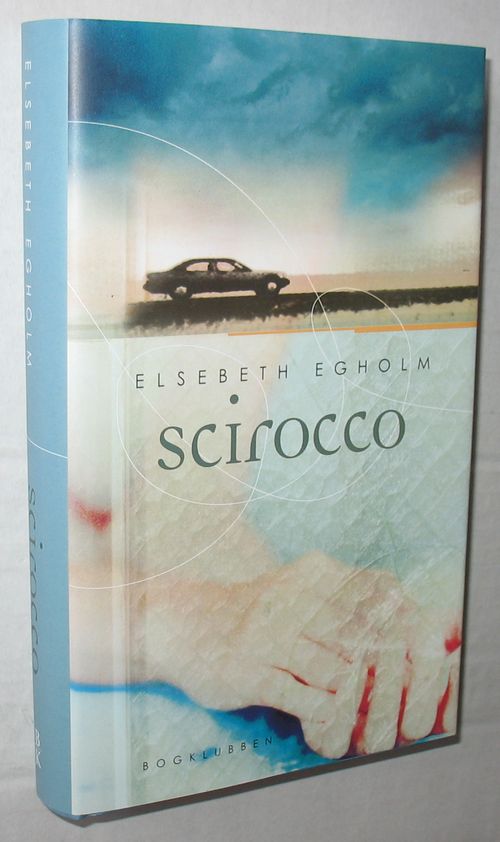 ELSEBETH EGHOLM
scirocco
BOGKLUBBEN
ELSEBETH EGHOLM
scirocco